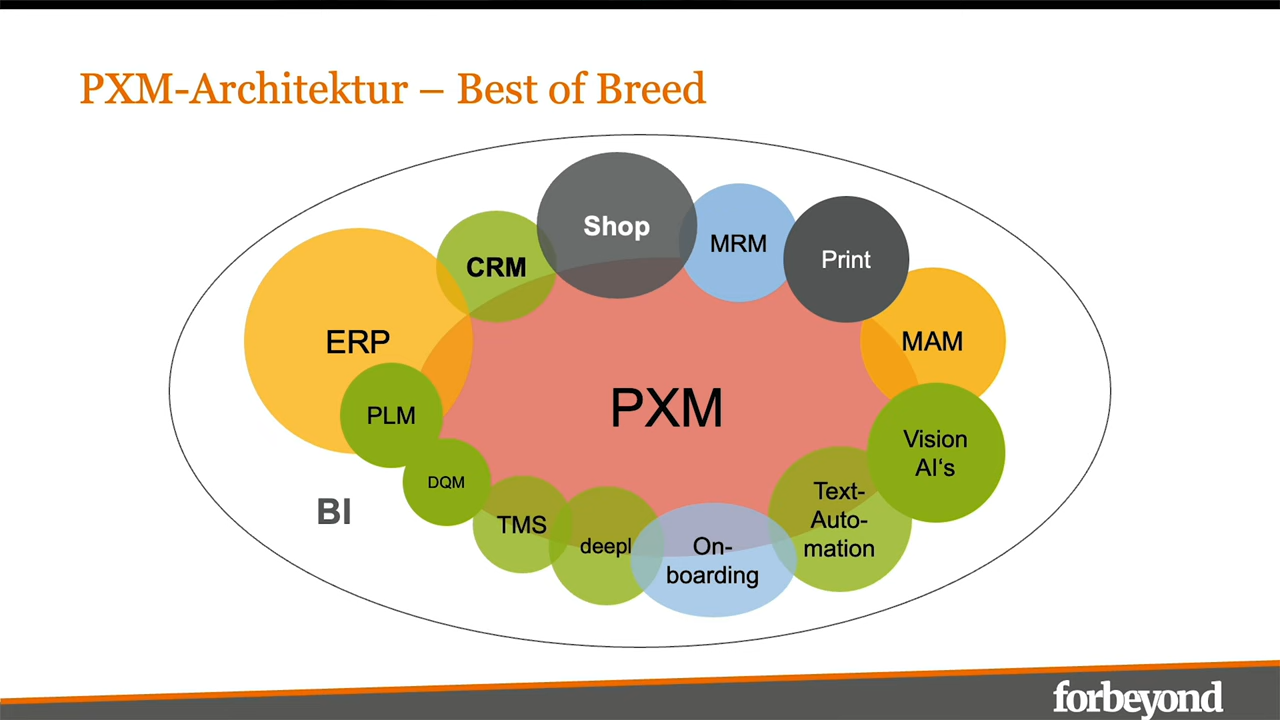 PXM-Architektur – Best of Breed
Shop
MRM
CRM
Print
ERP
MAM
PXM
PLM
Vision
AI‘s
DQM
BI
Text-
Auto-
mation
TMS
deepl
On-
boarding
forbeyond